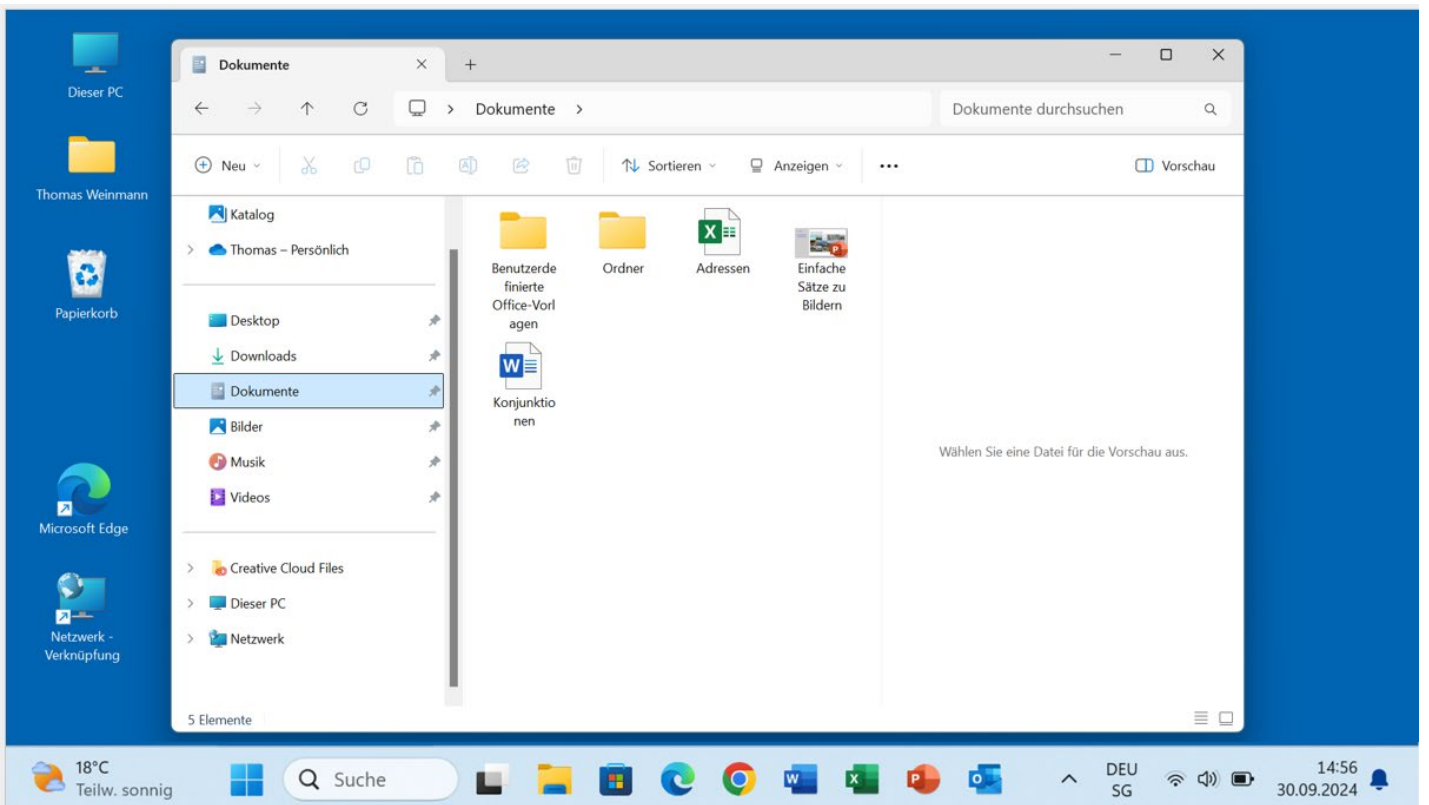 Dieser PC
Thomas Weinmann
Papierkorb
Microsoft Edge
Netzwerk -
Verknüpfung
Dokumente
Dokumente
Dokumente durchsuchen
Neu
Sortieren
Anzeigen
Vorschau
Katalog
Thomas – Persönlich
Desktop
Downloads
Dokumente
Bilder
Musik
Videos
Creative Cloud Files
Dieser PC
Netzwerk
Benutzerde
finierte
Office-Vorl
agen
Ordner
Adressen
Einfache
Sätze zu
Bildern
Konjunktio
nen
Wählen Sie eine Datei für die Vorschau aus.
5 Elemente
18°C
Teilw. sonnig
Suche
DEU
SG
14:56
30.09.2024